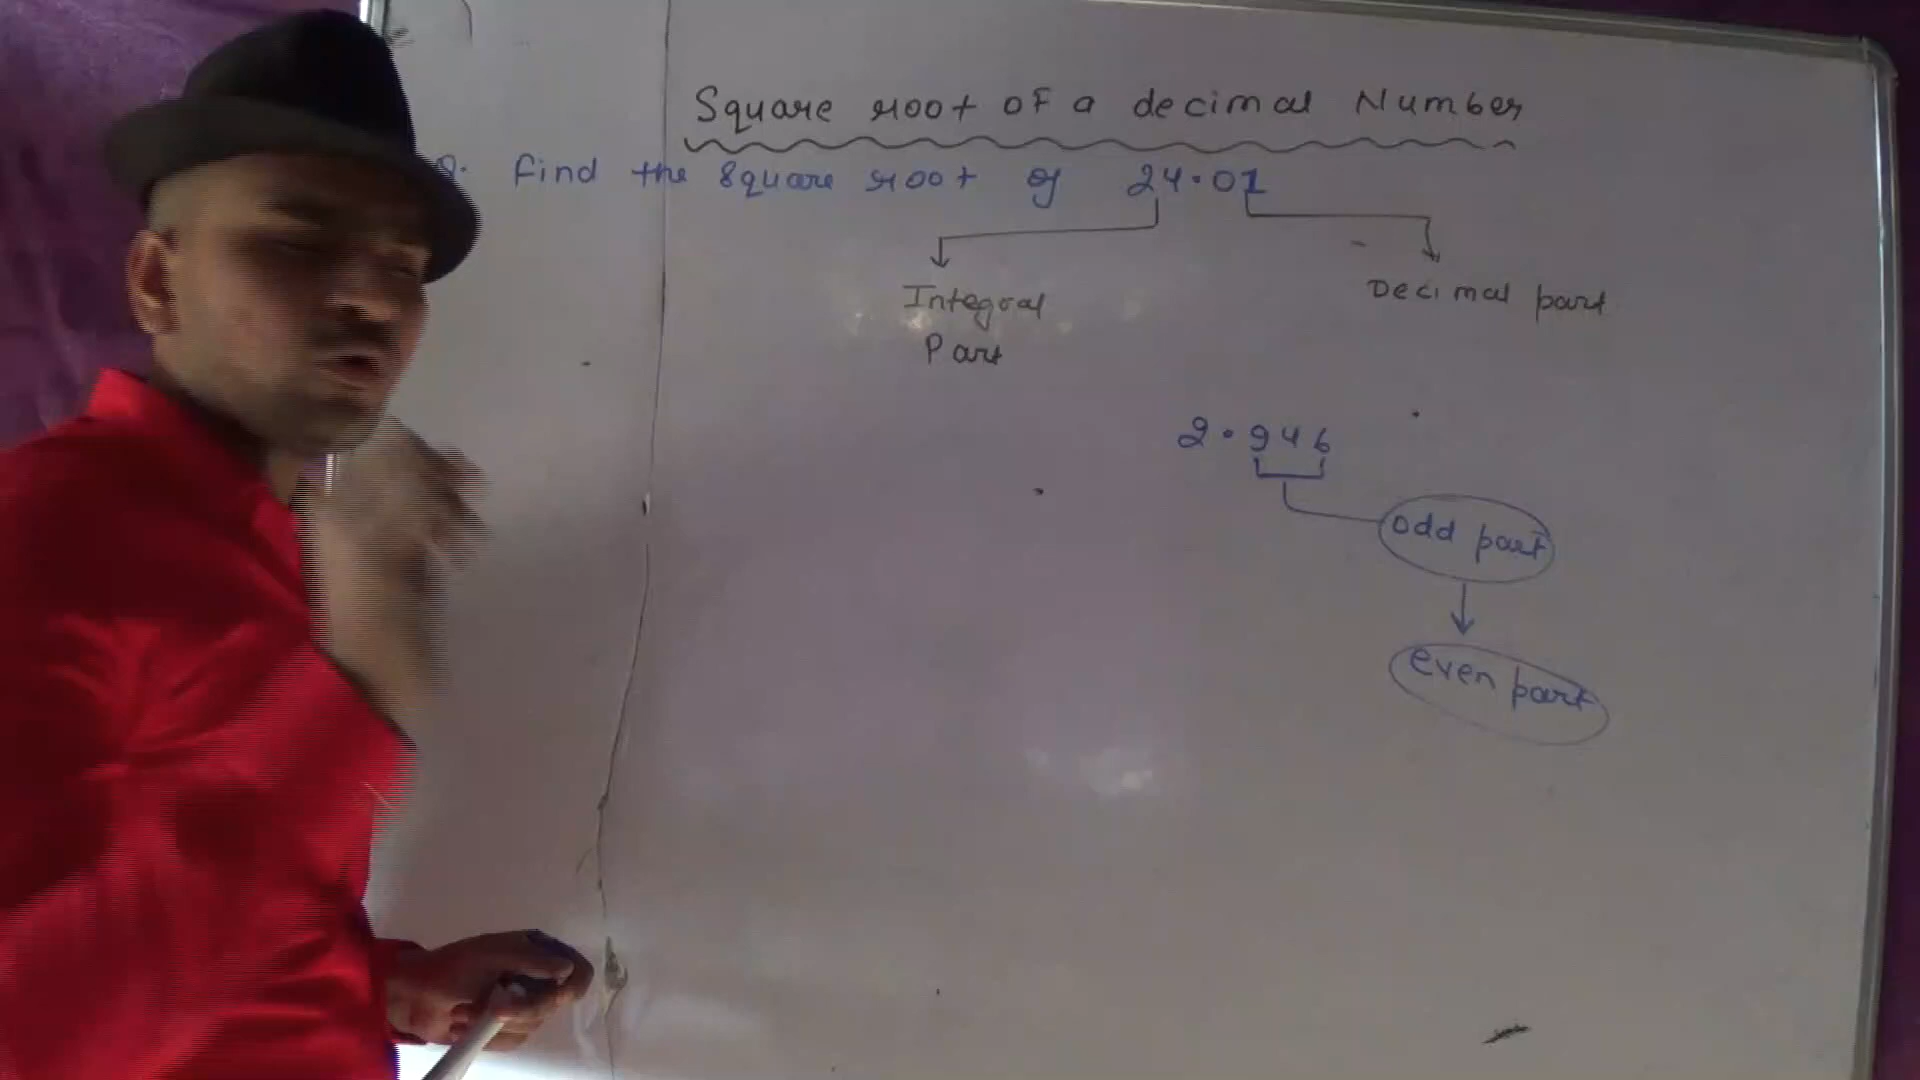 Square root of a decimal Number
Q. Find the square root of 24.01
Integral
Part
Decimal part
2.946
odd part
even part